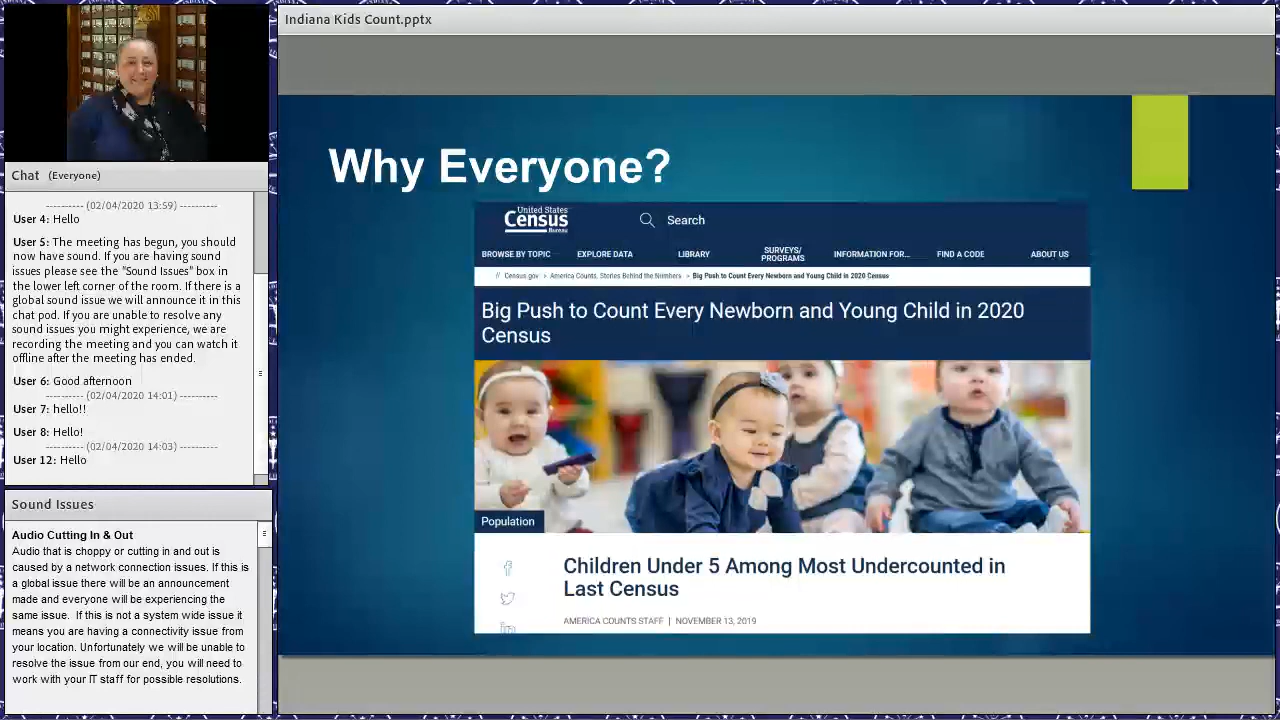 Indiana Kids Count.pptx
Chat (Everyone)
---------- (02/04/2020 13:59) ----------
User 4: Hello
User 5: The meeting has begun, you should
now have sound. If you are having sound
issues please see the "Sound Issues" box in
the lower left corner of the room. If there is a
global sound issue we will announce it in this
chat pod. If you are unable to resolve any
sound issues you might experience, we are
recording the meeting and you can watch it
offline after the meeting has ended.
User 6: Good afternoon
---------- (02/04/2020 14:01) ----------
User 7: hello!!
User 8: Hello!
---------- (02/04/2020 14:03) ----------
User 12: Hello
Sound Issues
Audio Cutting In & Out
Audio that is choppy or cutting in and out is
caused by a network connection issues. If this is
a global issue there will be an announcement
made and everyone will be experiencing the
same issue.  If this is not a system wide issue it
means you are having a connectivity issue from
your location. Unfortunately we will be unable to
resolve the issue from our end, you will need to
work with your IT staff for possible resolutions.
Why Everyone?
United States
Census
Bureau
Search
BROWSE BY TOPIC EXPLORE DATA LIBRARY SURVEYS/ INFORMATION FOR... FIND A CODE ABOUT US
PROGRAMS
// Census.gov > America Counts, Stories Behind the Numbers > Big Push to Count Every Newborn and Young Child in 2020 Census
Big Push to Count Every Newborn and Young Child in 2020
Census
Population
Children Under 5 Among Most Undercounted in
Last Census
AMERICA COUNTS STAFF | NOVEMBER 13, 2019